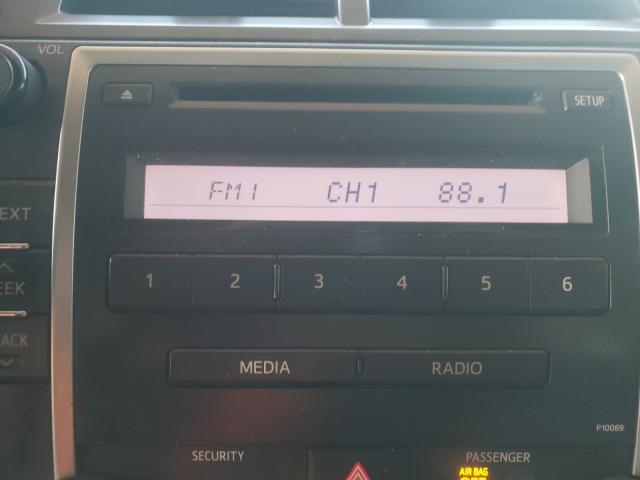 VOL
SETUP
FM1 CH1 88.1
EXT
EEK
ACK
1 2 3 4 5 6
MEDIA RADIO
P10069
SECURITY PASSENGER
AIR BAG
OFF